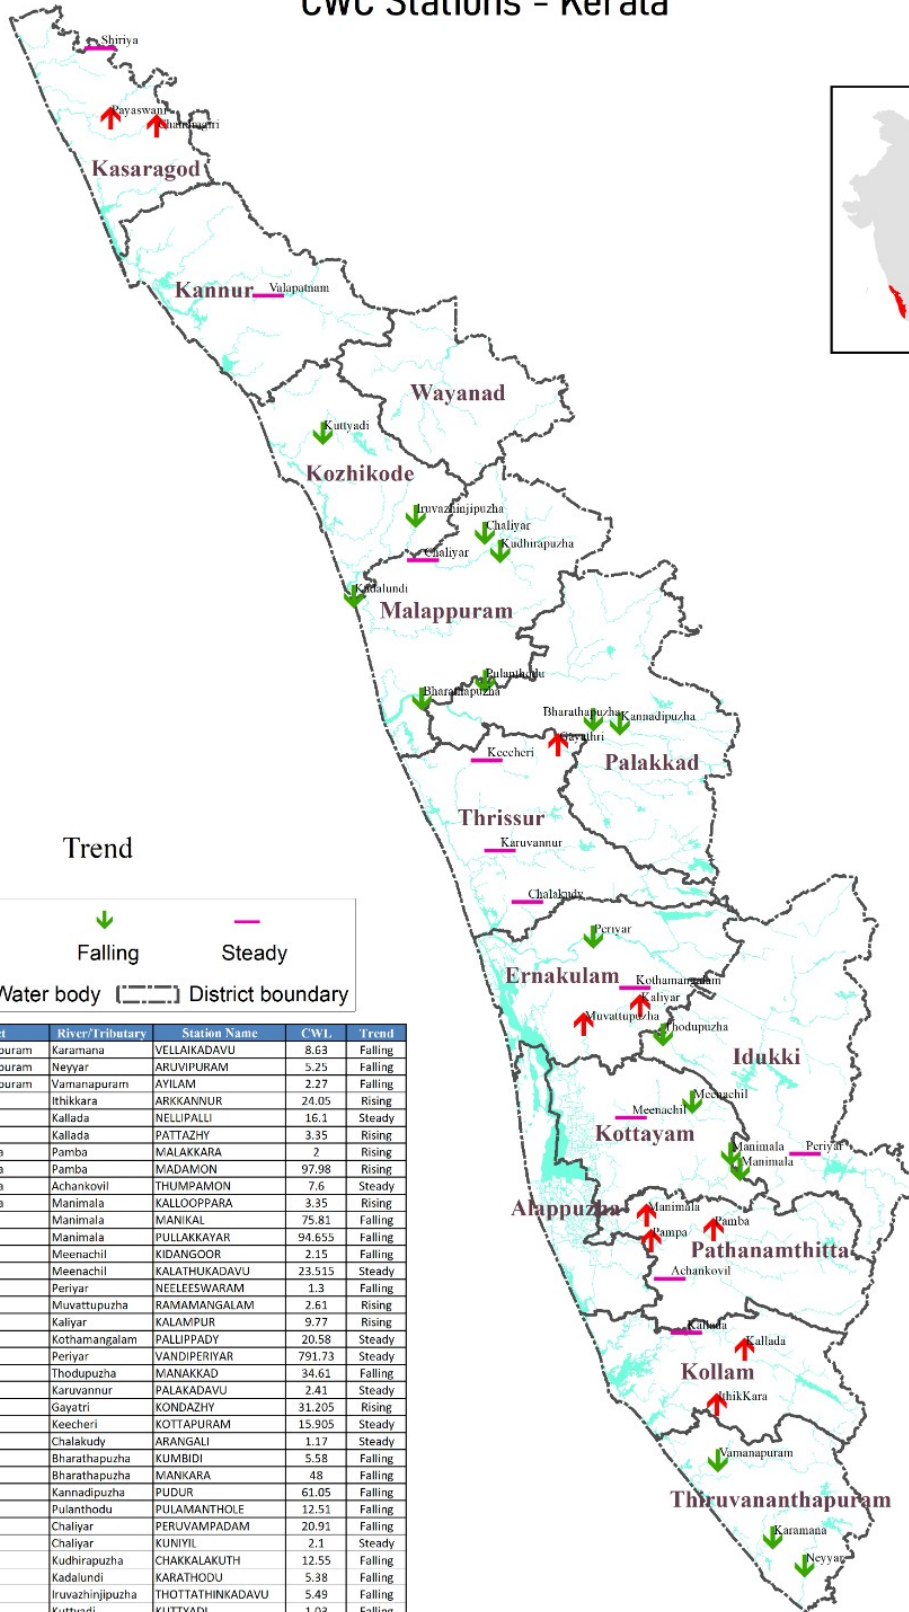 CWC Stations - Kerala
Shiriya
Payaswani
Chandragiri
Kasaragod
Kannur
Valapatnam
Wayanad
Kuttyadi
Kozhikode
Iruvazhinjipuzha
Chaliyar
Kudhirapuzha
Chaliyar
Kadalundi
Malappuram
Pulanthodu
Bharathapuzha
Bharathapuzha
Kannadipuzha
Gayathri
Keecheri
Palakkad
Thrissur
Karuvannur
Chalakudy
Periyar
Ernakulam
Kothamangalam
Kaliyar
Muvattupuzha
Thodupuzha
Idukki
Meenachil
Meenachil
Kottayam
Manimala
Periyar
Manimala
Alappuzha
Manimala
Pamba
Pampa
Pathanamthitta
Achankovil
Kallada
Kallada
Kollam
IthikKara
Vamanapuram
Thiruvananthapuram
Karamana
Neyyar
Trend
Falling Steady
Water body District boundary
River/Tributary Station Name CWL Trend
Karamana VELLAIKADAVU 8.63 Falling
Neyyar ARUVIPURAM 5.25 Falling
Vamanapuram AYILAM 2.27 Falling
Ithikkara ARKKANNUR 24.05 Rising
Kallada NELLIPALLI 16.1 Steady
Kallada PATTAZHY 3.35 Rising
Pamba MALAKKARA 2 Rising
Pamba MADAMON 97.98 Rising
Achankovil THUMPAMON 7.6 Steady
Manimala KALLOOPPARA 3.35 Rising
Manimala MANIKAL 75.81 Falling
Manimala PULLAKKAYAR 94.655 Falling
Meenachil KIDANGOOR 2.15 Falling
Meenachil KALATHUKADAVU 23.515 Steady
Periyar NEELEESWARAM 1.3 Falling
Muvattupuzha RAMAMANGALAM 2.61 Rising
Kaliyar KALAMPUR 9.77 Rising
Kothamangalam PALLIPPADY 20.58 Steady
Periyar VANDIPERIYAR 791.73 Steady
Thodupuzha MANAKKAD 34.61 Falling
Karuvannur PALAKADAVU 2.41 Steady
Gayatri KONDAZHY 31.205 Rising
Keecheri KOTTAPURAM 15.905 Steady
Chalakudy ARANGALI 1.17 Steady
Bharathapuzha KUMBIDI 5.58 Falling
Bharathapuzha MANKARA 48 Falling
Kannadipuzha PUDUR 61.05 Falling
Pulanthodu PULAMANTHOLE 12.51 Falling
Chaliyar PERUVAMPADAM 20.91 Falling
Chaliyar KUNIYIL 2.1 Steady
Kudhirapuzha CHAKKALAKUTH 12.55 Falling
Kadalundi KARATHODU 5.38 Falling
Iruvazhinjipuzha THOTTATHINKADAVU 5.49 Falling
Kuttyadi KUTTYADI 1.03 Falling